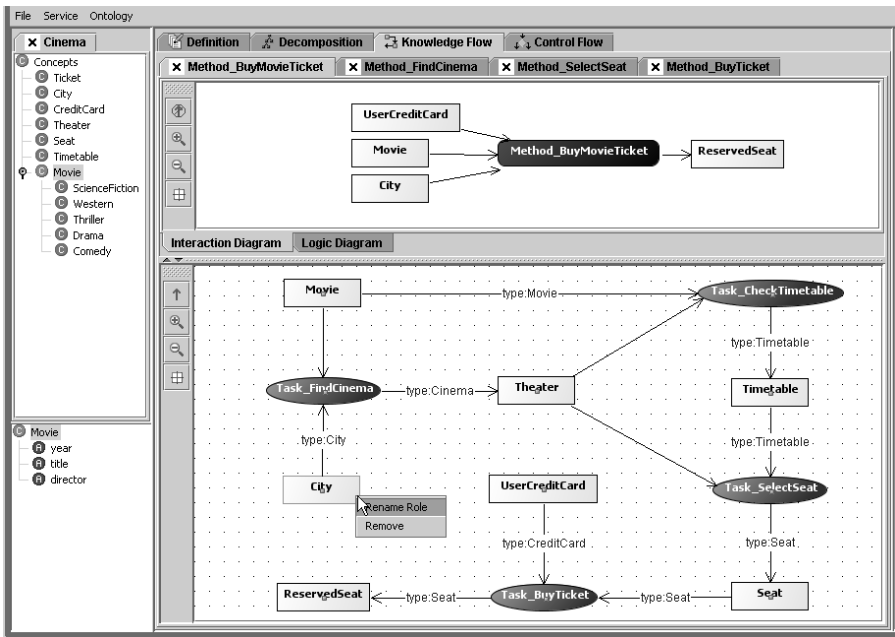 File Service Ontology
Cinema
Concepts
Ticket
City
CreditCard
Theater
Seat
Timetable
Movie
ScienceFiction
Western
Thriller
Drama
Comedy
Movie
year
title
director
Definition Decomposition Knowledge Flow Control Flow
Method_BuyMovieTicket Method_FindCinema Method_SelectSeat Method_BuyTicket
UserCreditCard
Movie
City
Method_BuyMovieTicket
ReservedSeat
Interaction Diagram Logic Diagram
Movie
type:Movie
Task_CheckTimetable
type:Timetable
Task_FindCinema
type:Cinema
Theater
Timetable
type:City
type:Timetable
City
Rename Role
Remove
UserCreditCard
Task_SelectSeat
type:CreditCard
type:Seat
ReservedSeat
type:Seat
Task_BuyTicket
type:Seat
Seat